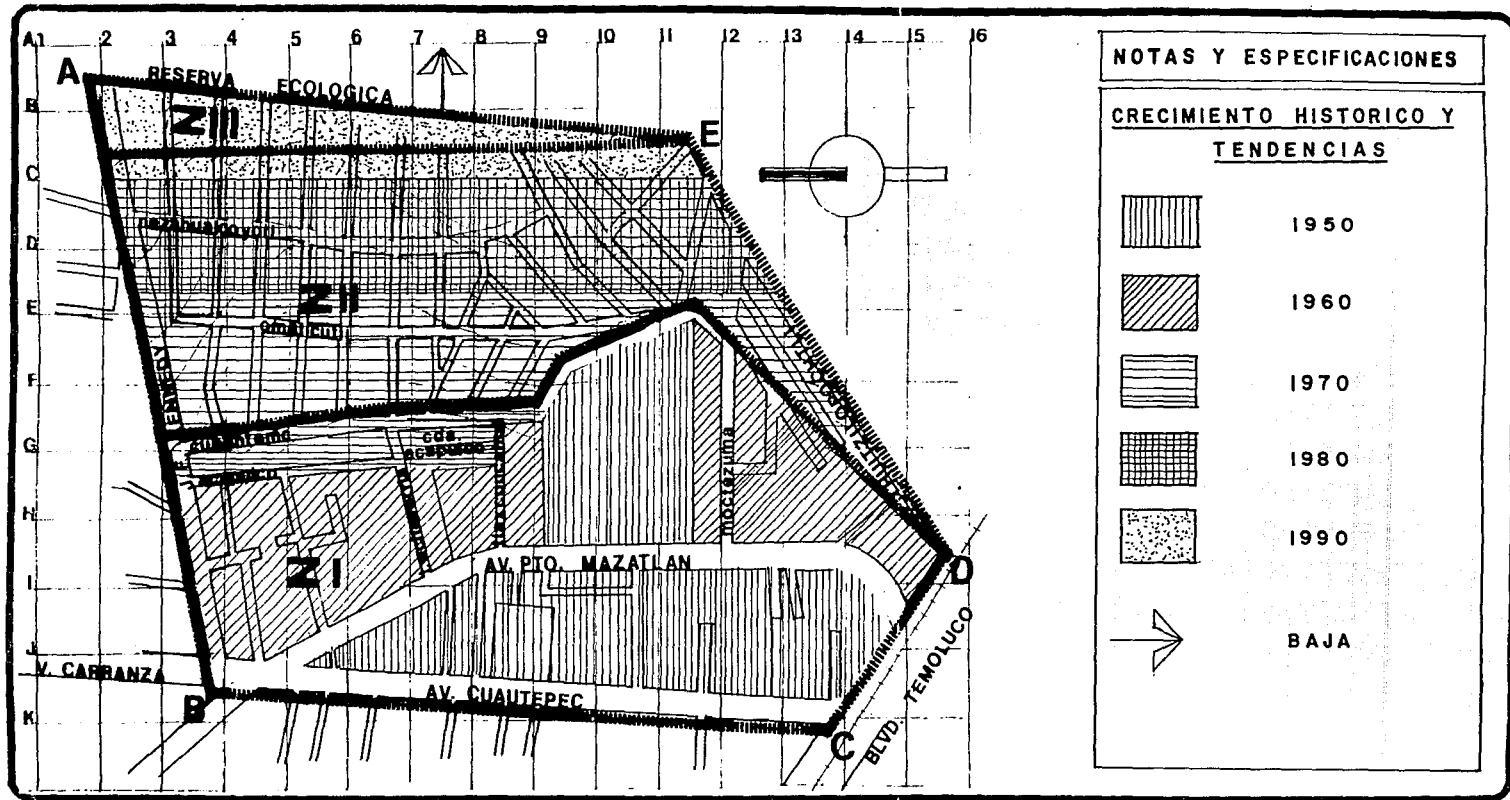 A1 2 3 4 5 6 7 8 9 10 11 12 13 14 15 16
A
RESERVA ECOLOGICA
B
Z III
E
C
nezahualcoyotl
D
Z II
E
F
G
cda. acapulco
moctezuma
H
Z I
AV. PTO. MAZATLAN
I
D
J
V. CARRANZA
B
AV. CUAUTEPEC
K
C
BLVD TEMOLUCO
NOTAS Y ESPECIFICACIONES
CRECIMIENTO HISTORICO Y
TENDENCIAS
1950
1960
1970
1980
1990
BAJA